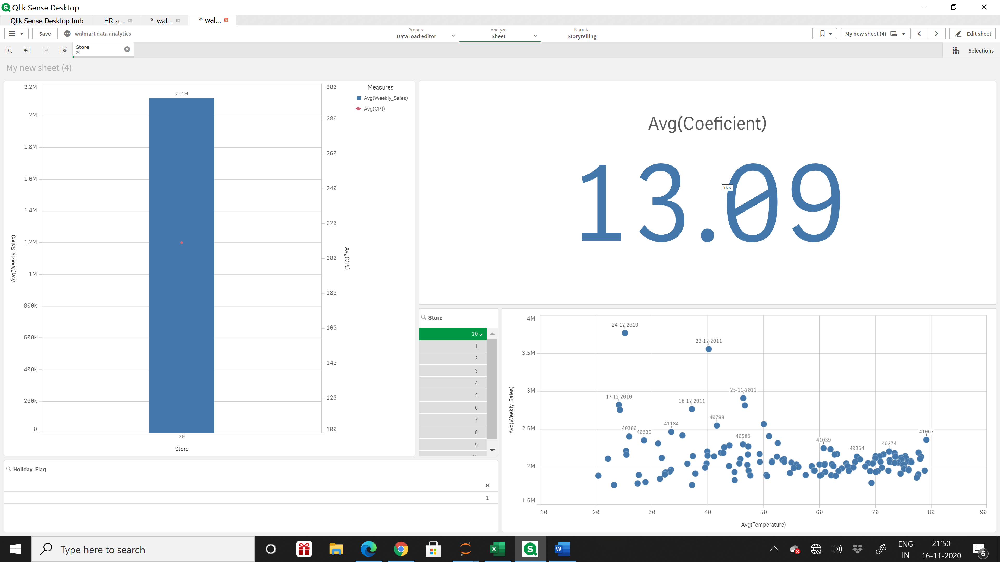 Qlik Sense Desktop
Qlik Sense Desktop hub
HR a...
* wal...
* wal...
Save
walmart data analytics
Prepare
Data load editor
Analyze
Sheet
Narrate
Storytelling
My new sheet (4)
Edit sheet
Store
20
Selections
My new sheet (4)
2.2M
2M
1.8M
1.6M
1.4M
1.2M
1M
800k
600k
400k
200k
0
Avg(Weekly_Sales)
2.11M
20
Store
300
280
260
240
220
200
180
160
140
120
100
Avg(CPI)
Measures
Avg(Weekly_Sales)
Avg(CPI)
Avg(Coeficient)
13.09
13.09
Store
20
1
2
3
4
5
6
7
8
9
Holiday_Flag
0
1
4M
3.5M
3M
2.5M
2M
1.5M
Avg(Weekly_Sales)
24-12-2010
23-12-2011
25-11-2011
17-12-2010
16-12-2011
40798
41184
40300
40635
40586
41067
41039
40274
40364
10
20
30
40
50
60
70
80
90
Avg(Temperature)
Type here to search
ENG
IN
21:50
16-11-2020
6